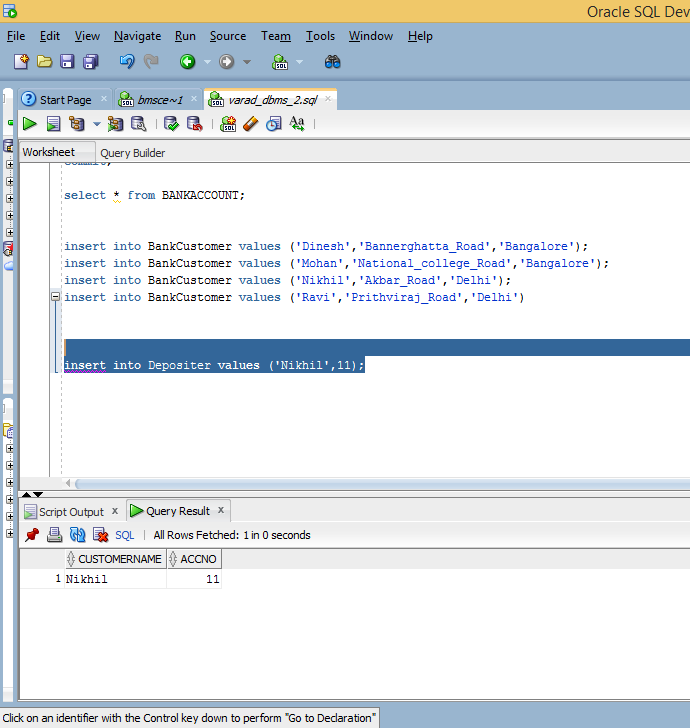 Oracle SQL Dev
File Edit View Navigate Run Source Team Tools Window Help
Start Page bmsce~1 varad_dbms_2.sql
Worksheet Query Builder
commit;
select * from BANKACCOUNT;
insert into BankCustomer values ('Dinesh','Bannerghatta_Road','Bangalore');
insert into BankCustomer values ('Mohan','National_college_Road','Bangalore');
insert into BankCustomer values ('Nikhil','Akbar_Road','Delhi');
insert into BankCustomer values ('Ravi','Prithviraj_Road','Delhi')
insert into Depositer values ('Nikhil',11);
Script Output x Query Result x
SQL | All Rows Fetched: 1 in 0 seconds
CUSTOMERNAME ACCNO
1 Nikhil 11
Click on an identifier with the Control key down to perform "Go to Declaration"